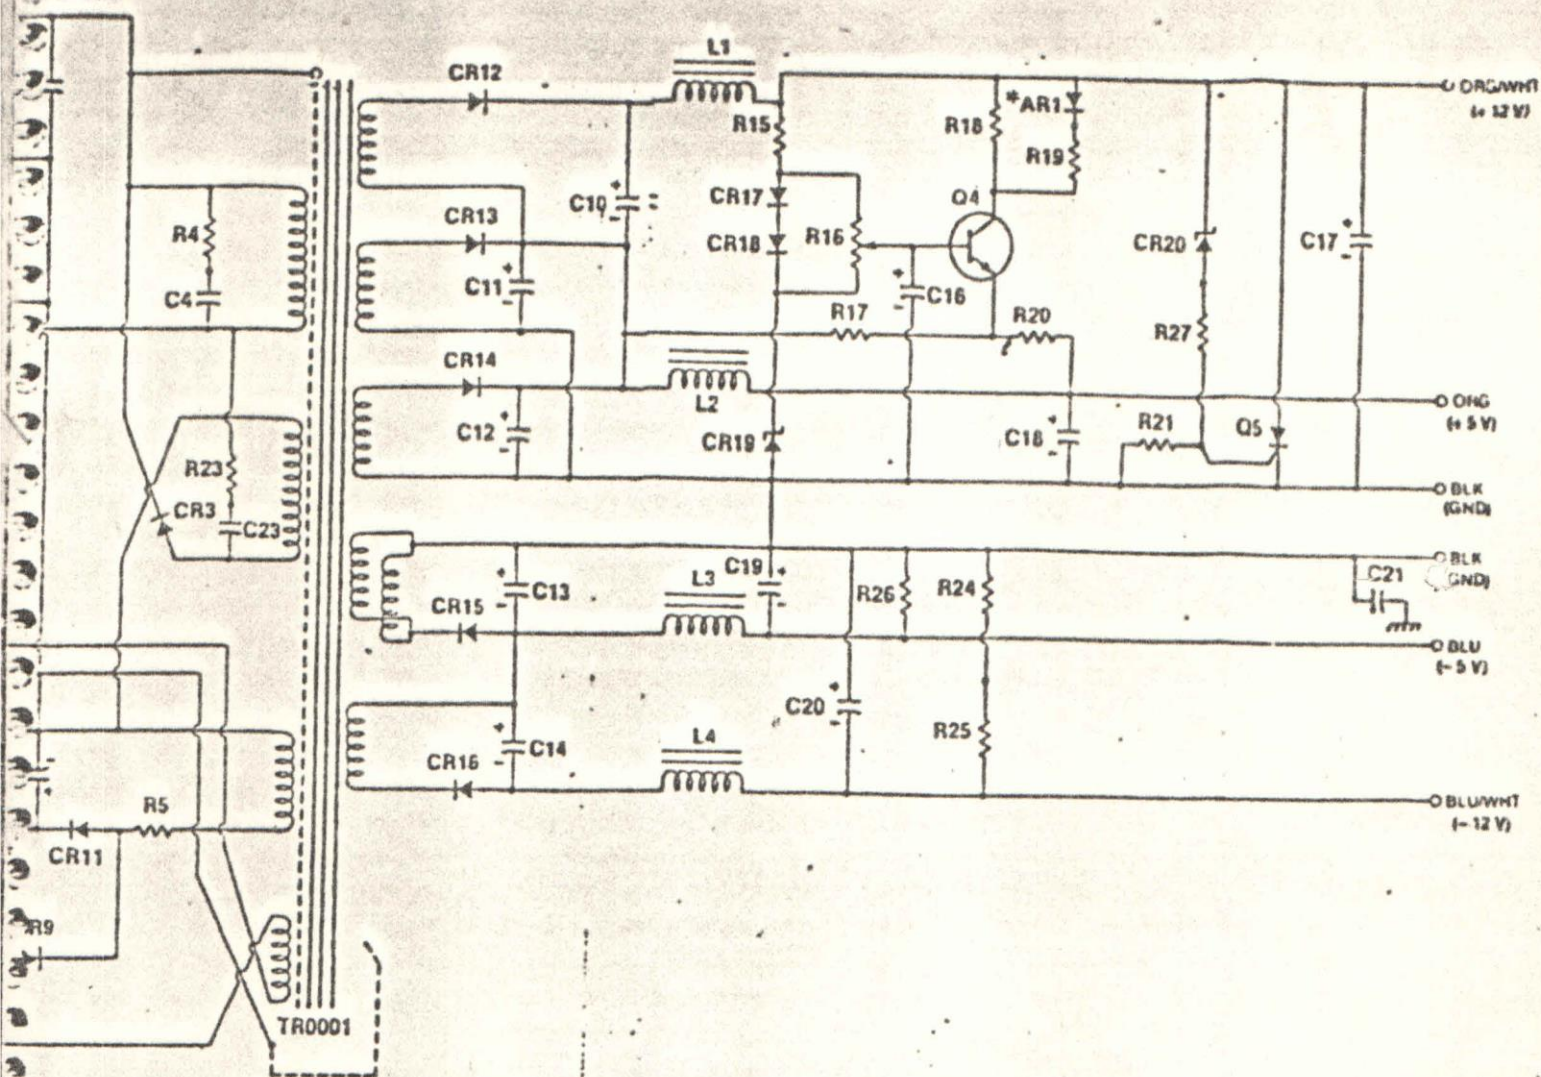 L1
CR12
ORG/WHT
(+ 12 V)
R15
R18
*AR1
R19
C10
CR17
CR18
R16
Q4
CR13
R4
C4
C11
C16
CR20
C17
R17
R20
R27
CR14
L2
ORG
(+ 5 V)
C12
CR19
C18
R21
Q5
R23
CR3
C23
BLK
(GND)
BLK
GND)
C21
C13
L3
C19
R26
R24
CR15
BLU
(- 5 V)
C20
R25
C14
L4
CR16
BLU/WHT
(- 12 V)
R5
CR11
R9
TR0001